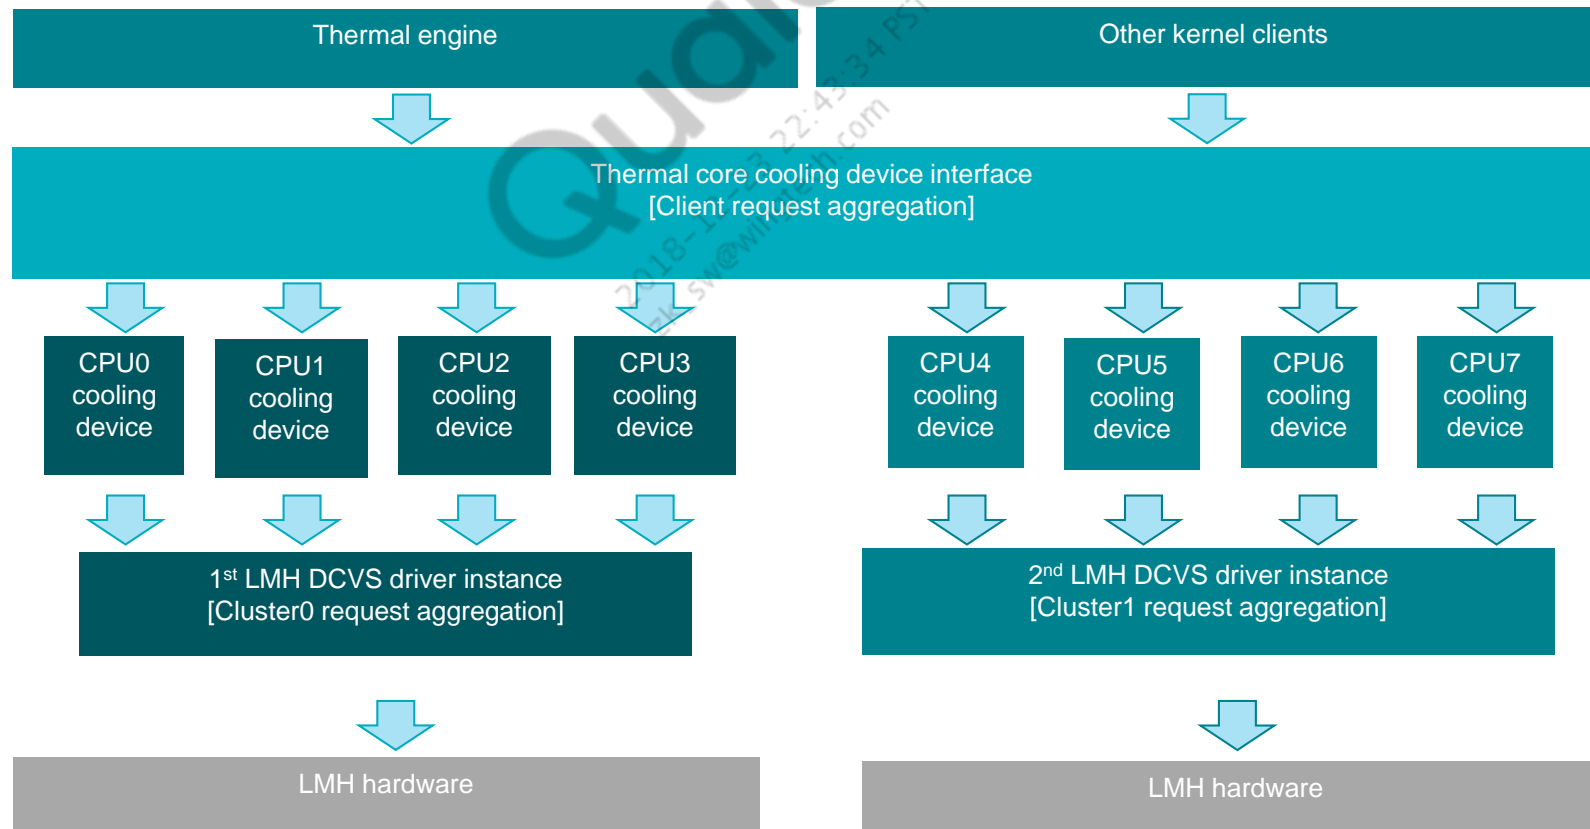 Thermal engine
Other kernel clients
Thermal core cooling device interface
[Client request aggregation]
CPU0
cooling
device
CPU1
cooling
device
CPU2
cooling
device
CPU3
cooling
device
CPU4
cooling
device
CPU5
cooling
device
CPU6
cooling
device
CPU7
cooling
device
1st LMH DCVS driver instance
[Cluster0 request aggregation]
2nd LMH DCVS driver instance
[Cluster1 request aggregation]
LMH hardware
LMH hardware